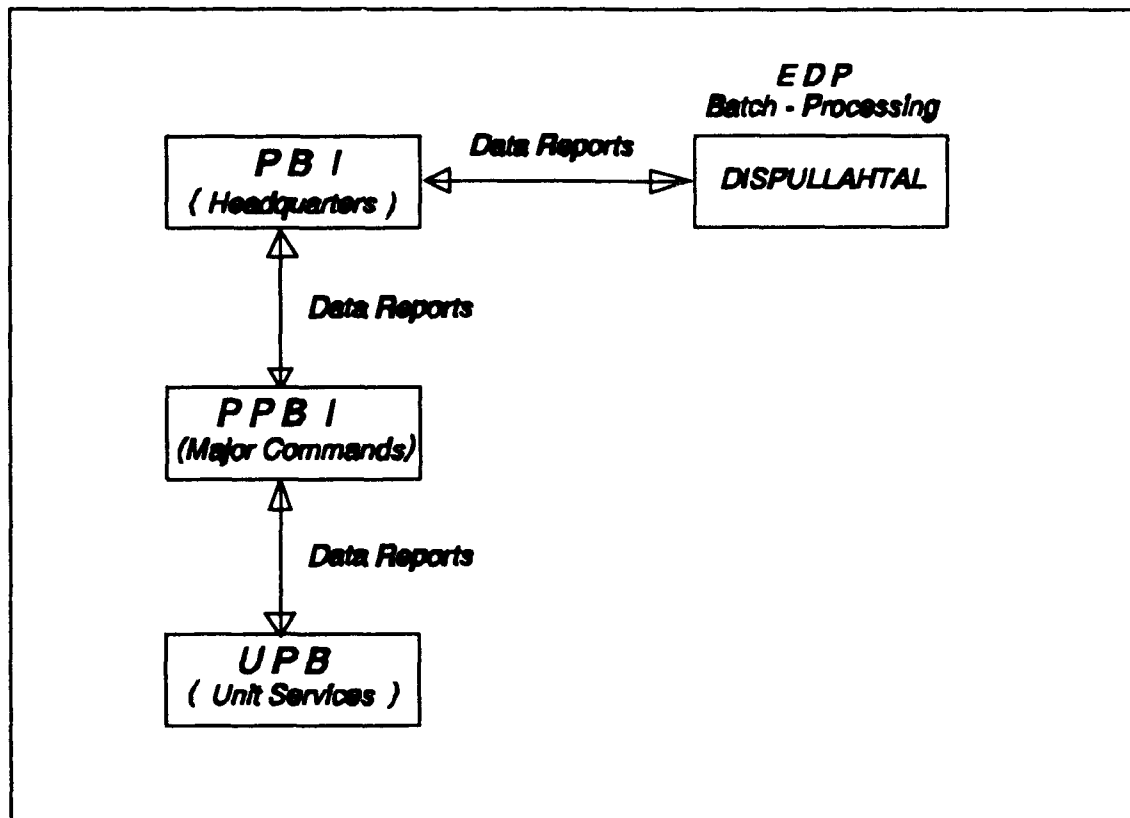 EDP
Batch - Processing
PBI
( Headquarters )
Data Reports
DISPULLAHTAL
Data Reports
PPBI
(Major Commands)
Data Reports
UPB
( Unit Services )